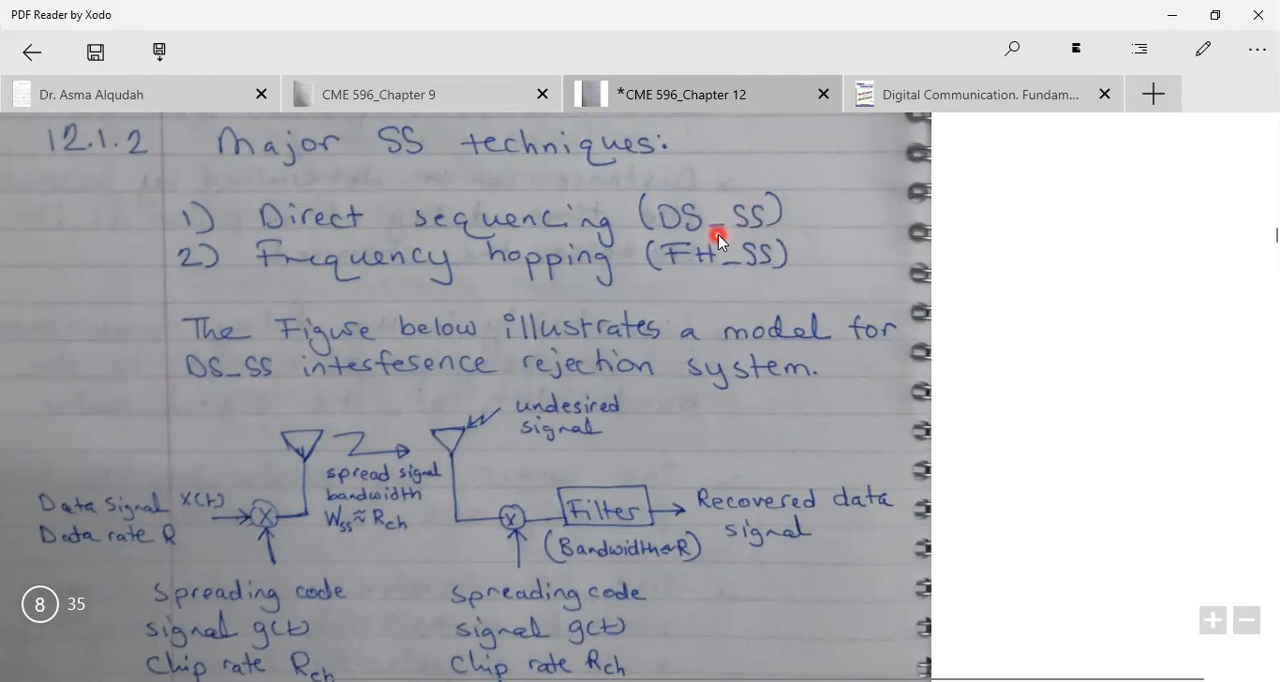 PDF Reader by Xodo
Dr. Asma Alqudah
CME 596_Chapter 9
*CME 596_Chapter 12
Digital Communication. Fundam...
12.1.2 Major SS techniques:
1) Direct sequencing (DS_SS)
2) Frequency hopping (FH_SS)
The Figure below illustrates a model for
DS_SS interference rejection system.
undesired
signal
spread signal
bandwidth
Wss ≈ Rch
Data Signal x(t)
Data rate R
X
X
Filter
(Bandwidth≈R)
Recovered data
signal
Spreading code
signal g(t)
Chip rate Rch
Spreading code
signal g(t)
Chip rate Rch
8 35